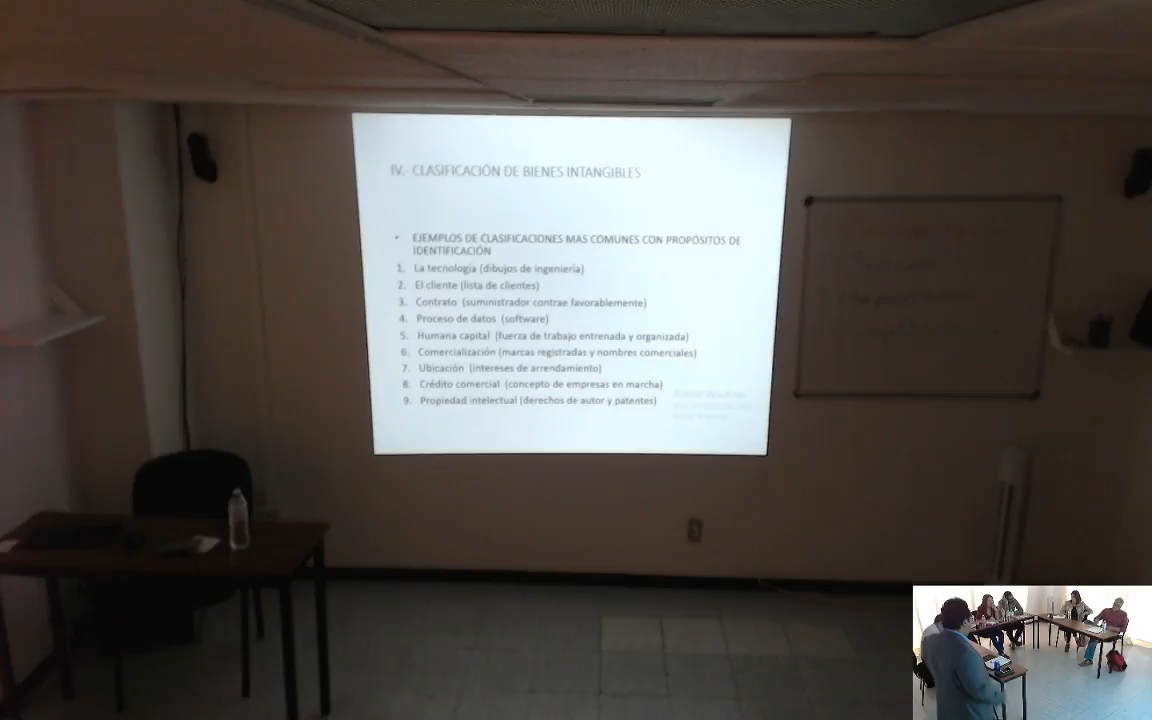 IV.- CLASIFICACIÓN DE BIENES INTANGIBLES
• EJEMPLOS DE CLASIFICACIONES MAS COMUNES CON PROPÓSITOS DE
IDENTIFICACIÓN
1. La tecnología (dibujos de ingeniería)
2. El cliente (lista de clientes)
3. Contrato (suministrador contrae favorablemente)
4. Proceso de datos (software)
5. Humana capital (fuerza de trabajo entrenada y organizada)
6. Comercialización (marcas registradas y nombres comerciales)
7. Ubicación (intereses de arrendamiento)
8. Crédito comercial (concepto de empresas en marcha)
9. Propiedad intelectual (derechos de autor y patentes)